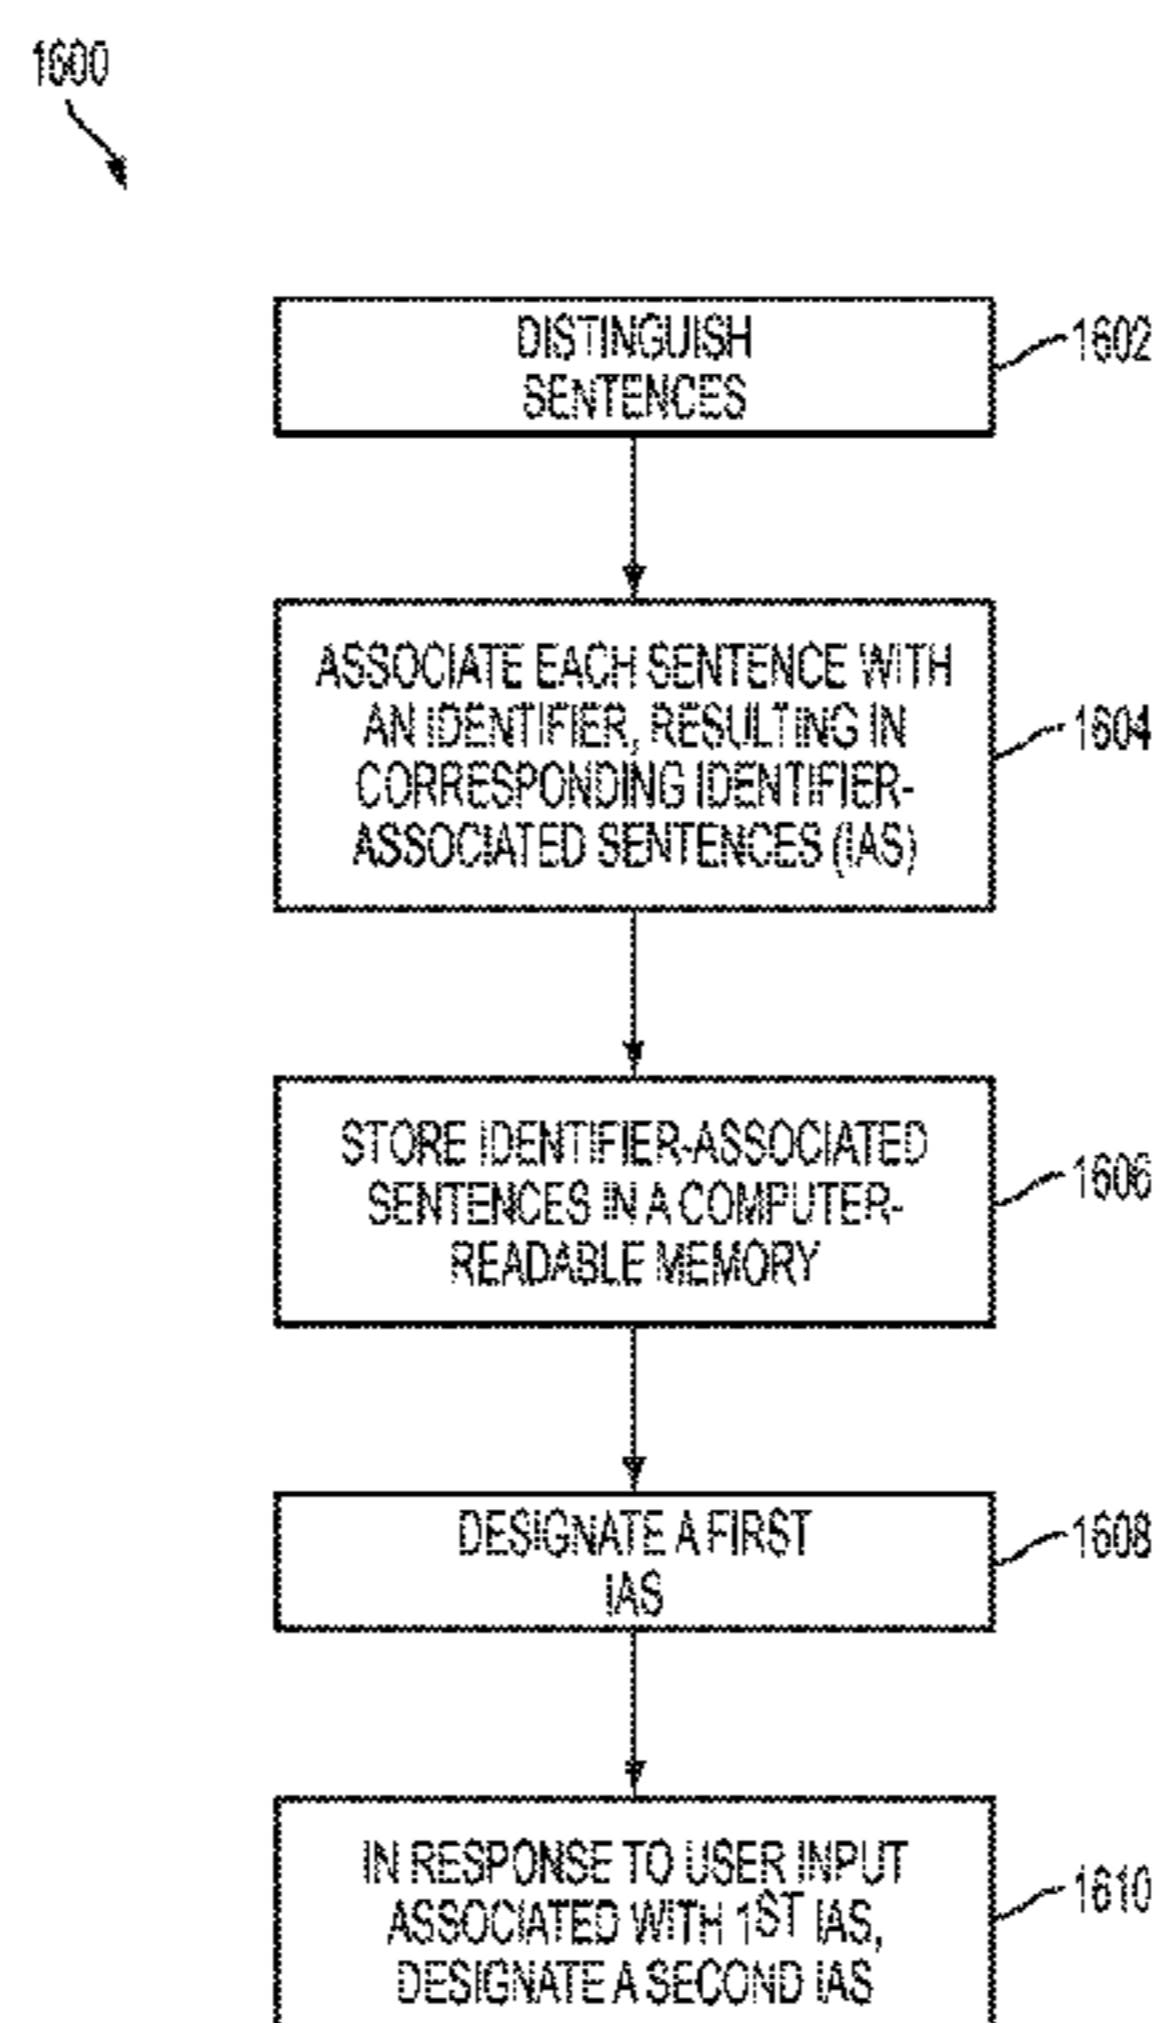 1600
DISTINGUISH
SENTENCES
1602
ASSOCIATE EACH SENTENCE WITH
AN IDENTIFIER, RESULTING IN
CORRESPONDING IDENTIFIER-
ASSOCIATED SENTENCES (IAS)
1604
STORE IDENTIFIER-ASSOCIATED
SENTENCES IN A COMPUTER-
READABLE MEMORY
1606
DESIGNATE A FIRST
IAS
1608
IN RESPONSE TO USER INPUT
ASSOCIATED WITH 1ST IAS,
DESIGNATE A SECOND IAS
1610